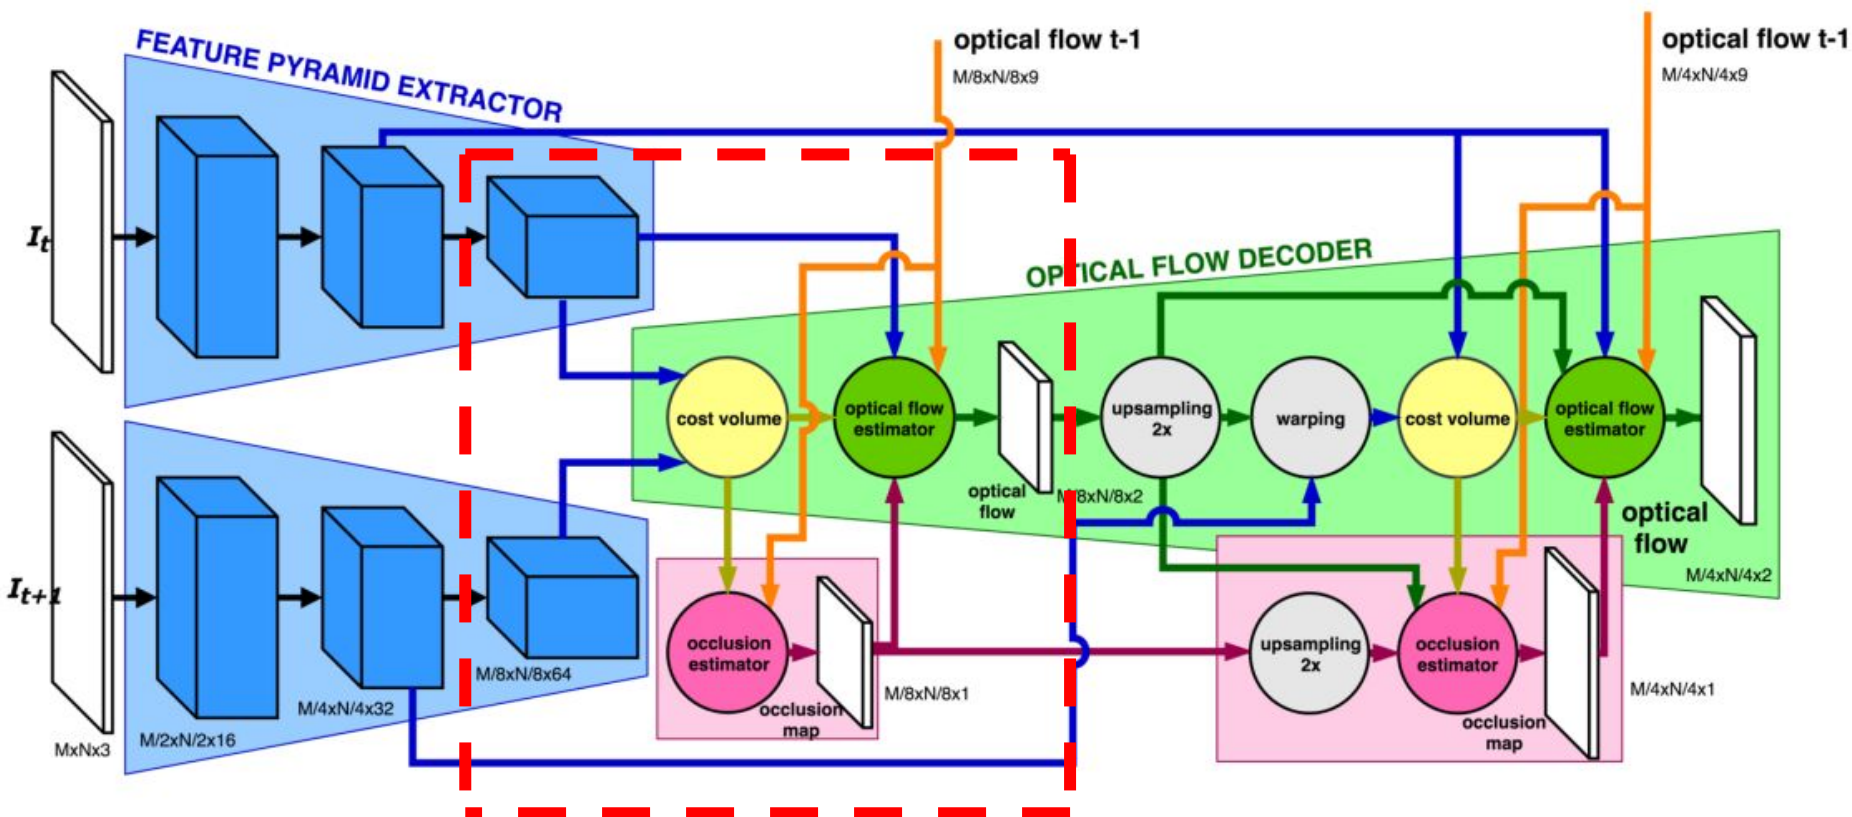 FEATURE PYRAMID EXTRACTOR
optical flow t-1
M/8xN/8x9
optical flow t-1
M/4xN/4x9
It
OPTICAL FLOW DECODER
cost volume
optical flow
estimator
upsampling
2x
warping
cost volume
optical flow
estimator
optical
flow
M/8xN/8x2
optical
flow
M/4xN/4x2
It+1
occlusion
estimator
occlusion
map
M/8xN/8x1
upsampling
2x
occlusion
estimator
occlusion
map
M/4xN/4x1
M/8xN/8x64
M/4xN/4x32
M/2xN/2x16
MxNx3